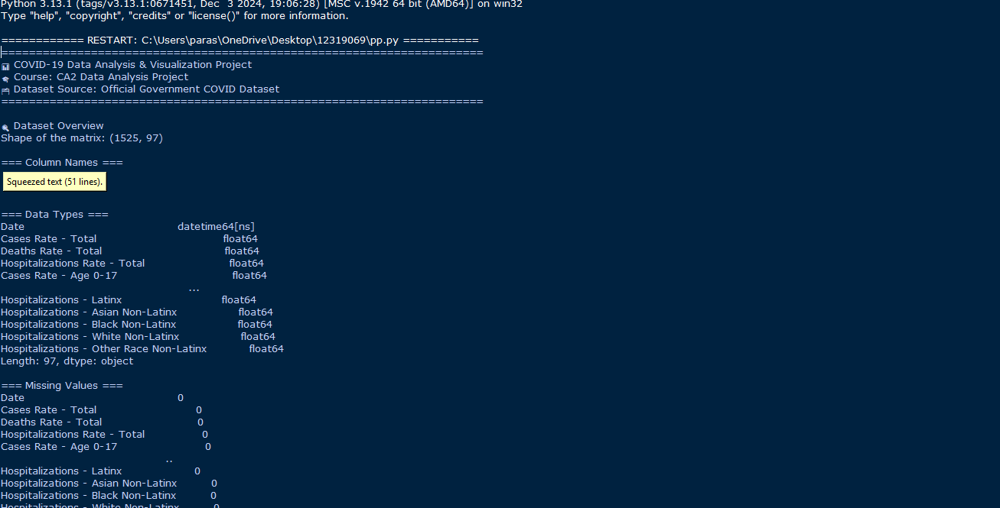 Python 3.13.1 (tags/v3.13.1:0671451, Dec  3 2024, 19:06:28) [MSC v.1942 64 bit (AMD64)] on win32
Type "help", "copyright", "credits" or "license()" for more information.
============ RESTART: C:\Users\paras\OneDrive\Desktop\12319069\pp.py ===========
======================================================================
COVID-19 Data Analysis & Visualization Project
Course: CA2 Data Analysis Project
Dataset Source: Official Government COVID Dataset
======================================================================
Dataset Overview
Shape of the matrix: (1525, 97)
=== Column Names ===
Squeezed text (51 lines).
=== Data Types ===
Date datetime64[ns]
Cases Rate - Total float64
Deaths Rate - Total float64
Hospitalizations Rate - Total float64
Cases Rate - Age 0-17 float64
...
Hospitalizations - Latinx float64
Hospitalizations - Asian Non-Latinx float64
Hospitalizations - Black Non-Latinx float64
Hospitalizations - White Non-Latinx float64
Hospitalizations - Other Race Non-Latinx float64
Length: 97, dtype: object
=== Missing Values ===
Date 0
Cases Rate - Total 0
Deaths Rate - Total 0
Hospitalizations Rate - Total 0
Cases Rate - Age 0-17 0
..
Hospitalizations - Latinx 0
Hospitalizations - Asian Non-Latinx 0
Hospitalizations - Black Non-Latinx 0
Hospitalizations - White Non-Latinx 0